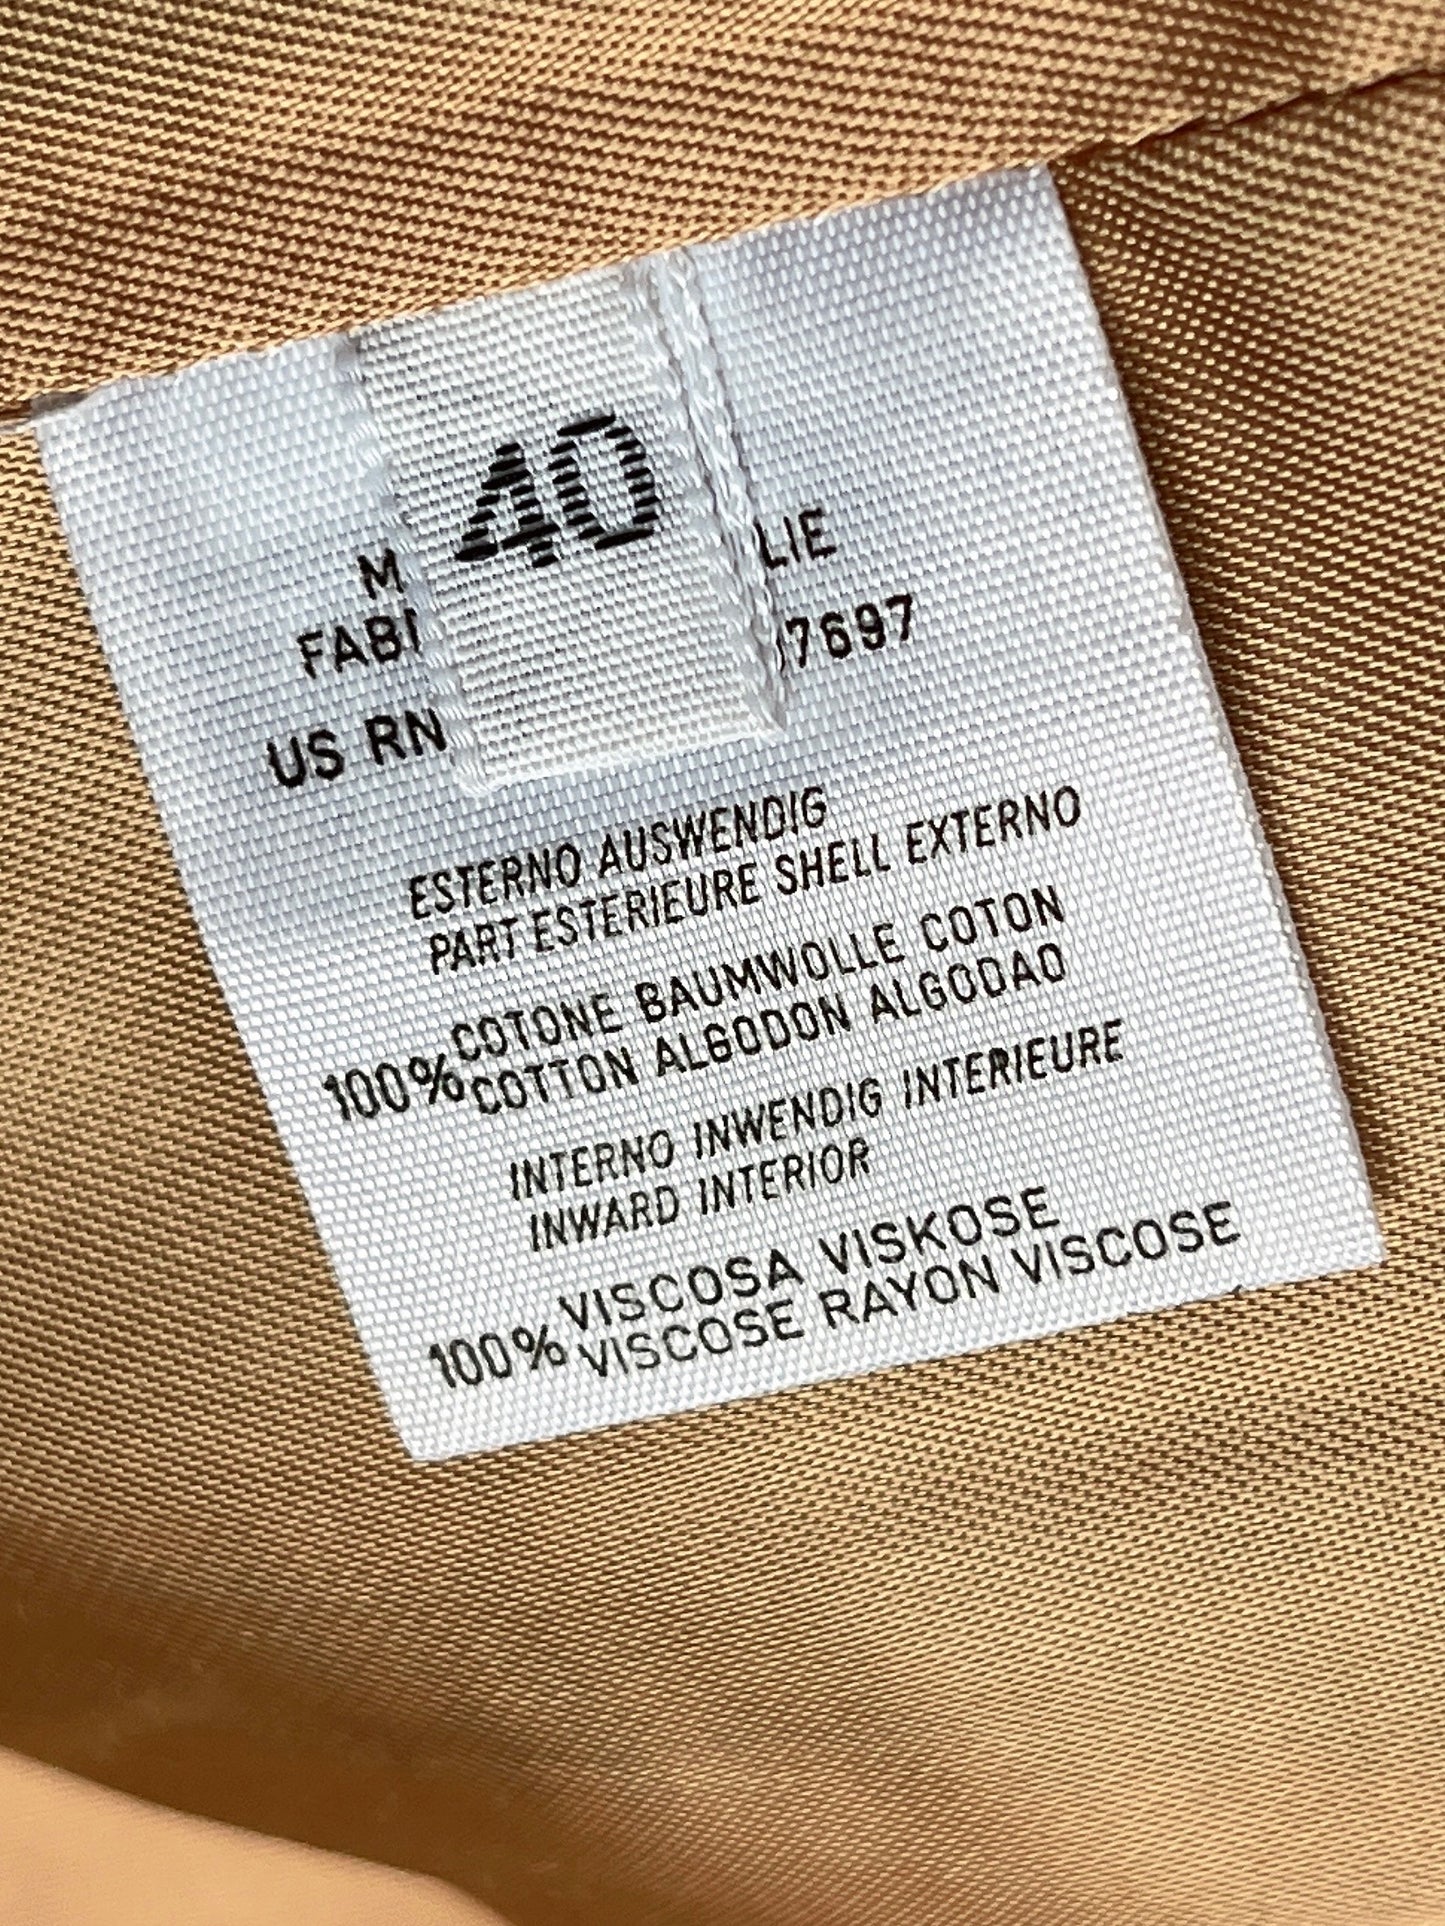 40
M LIE
FABI 7697
US RN
ESTERNO AUSWENDIG
PART ESTERIEURE SHELL EXTERNO
100% COTONE BAUMWOLLE COTON
COTTON ALGODON ALGODAO
INTERNO INWENDIG INTERIEURE
INWARD INTERIOR
100% VISCOSA VISKOSE
VISCOSE RAYON VISCOSE